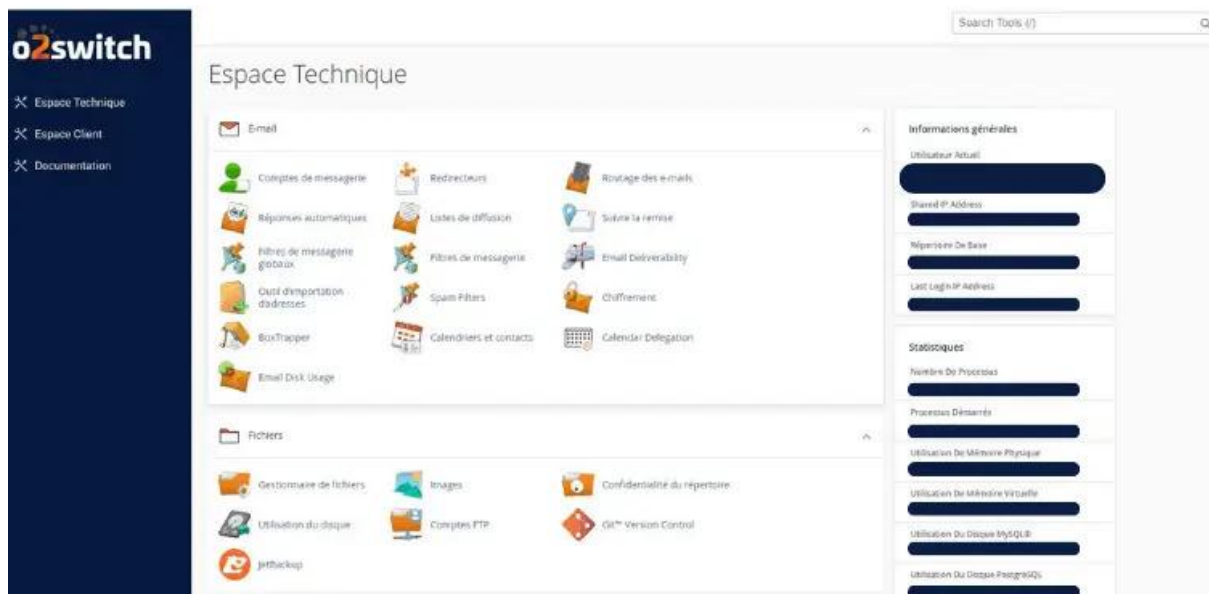 o2switch
Search Tools (/)
Espace Technique
Espace Technique
Espace Client
Documentation
E-mail
Comptes de messagerie
Redirecteurs
Routage des e-mails
Réponses automatiques
Listes de diffusion
Suivre la remise
Filtres de messagerie
globaux
Filtres de messagerie
Email Deliverability
Outil d'importation
d'adresses
Spam Filters
Chiffrement
BoxTrapper
Calendriers et contacts
Calendar Delegation
Email Disk Usage
Fichiers
Gestionnaire de fichiers
Images
Confidentialité du répertoire
Utilisation du disque
Comptes FTP
Git™ Version Control
JetBackup
Informations générales
Utilisateur Actuel
Shared IP Address
Répertoire De Base
Last Login IP Address
Statistiques
Nombre De Processus
Processus Démarrés
Utilisation De Mémoire Physique
Utilisation De Mémoire Virtuelle
Utilisation Du Disque MySQL®
Utilisation Du Disque PostgreSQL